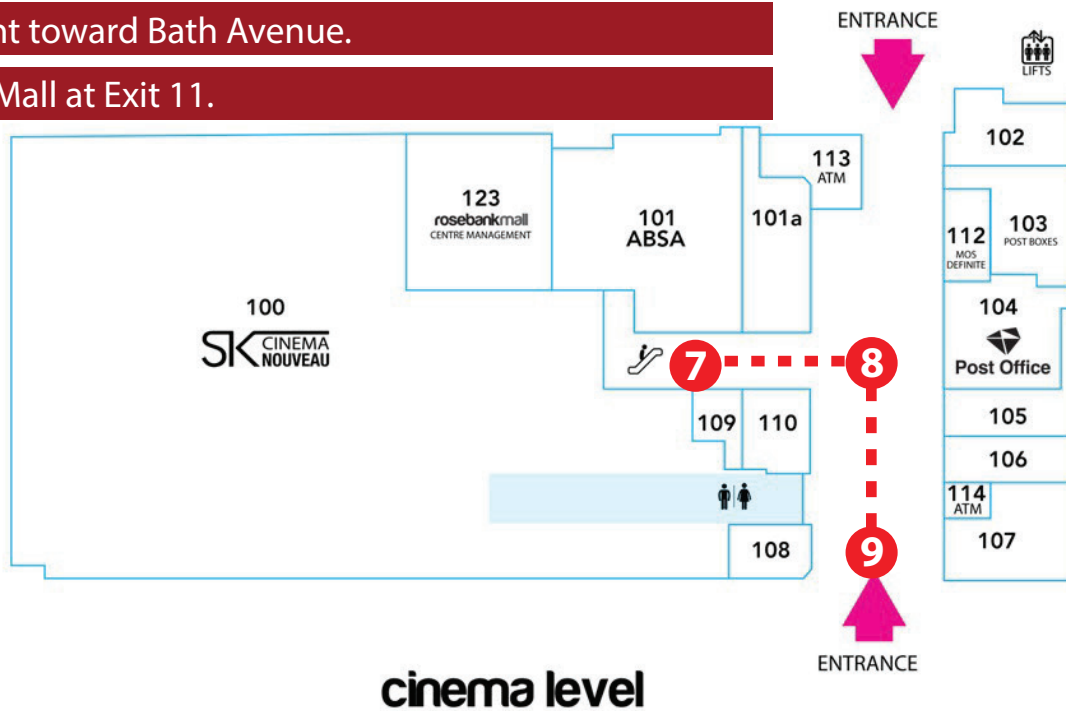 nt toward Bath Avenue.
Mall at Exit 11.
ENTRANCE
LIFTS
102
113
ATM
123
rosebankmall
CENTRE MANAGEMENT
101
ABSA
101a
112
MOS
DEFINITE
103
POST BOXES
100
SK CINEMA
NOUVEAU
104
Post Office
7
8
109
110
105
106
114
ATM
107
108
9
ENTRANCE
cinema level